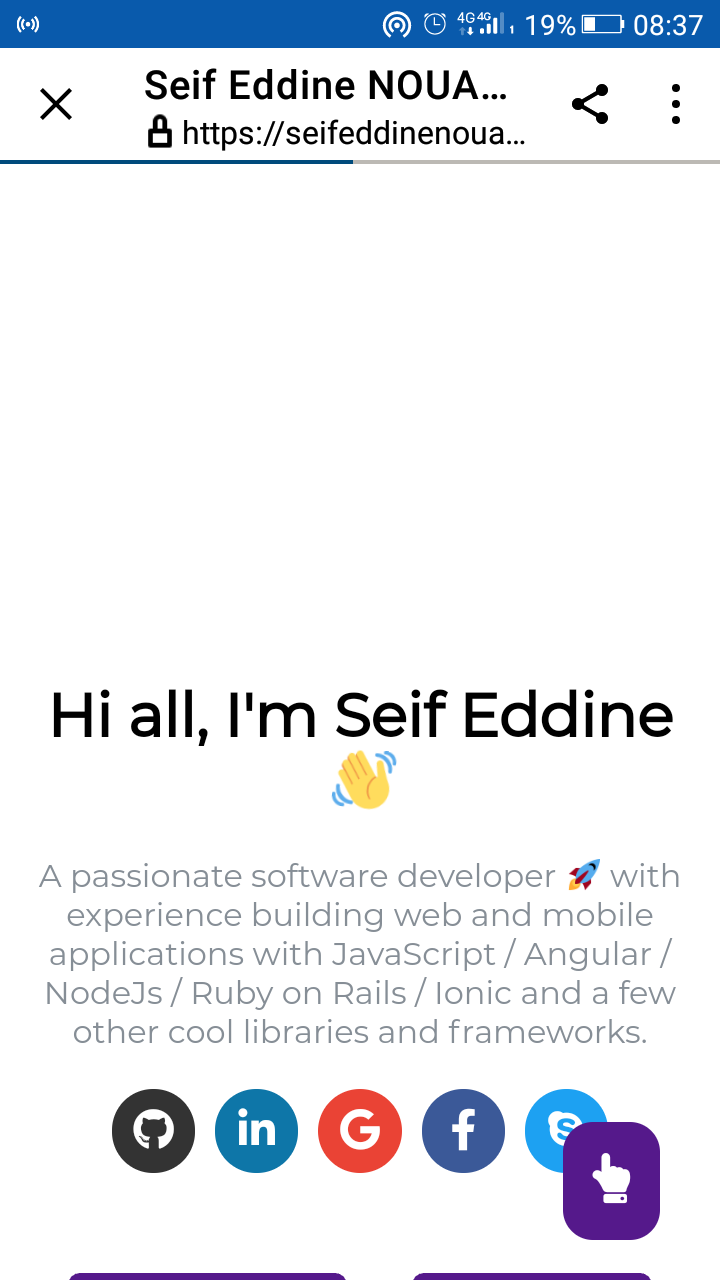 4G 4G 19% 08:37
Seif Eddine NOUA…
https://seifeddinenoua…
Hi all, I'm Seif Eddine
👋
A passionate software developer 🚀 with
experience building web and mobile
applications with JavaScript / Angular /
NodeJs / Ruby on Rails / Ionic and a few
other cool libraries and frameworks.